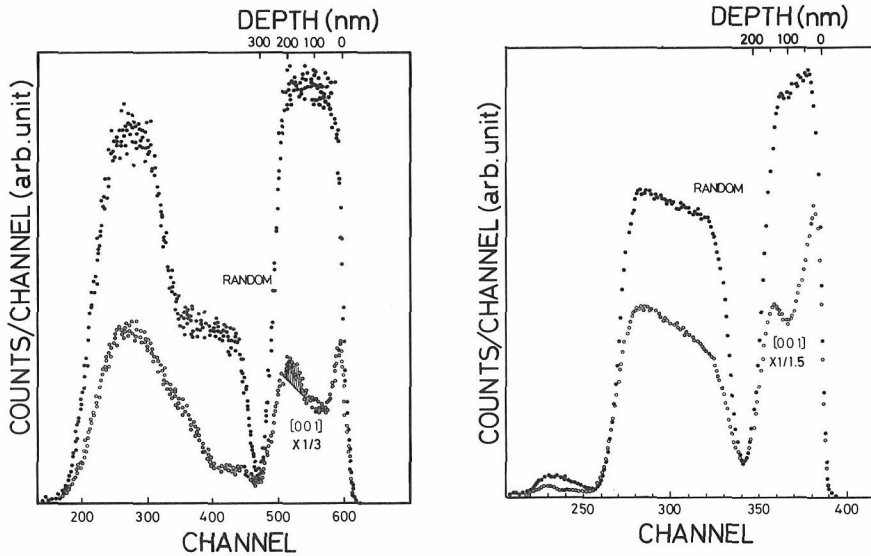 DEPTH(nm)
300 200 100 0
COUNTS/CHANNEL (arb.unit)
RANDOM
[001]
X1/3
200 300 400 500 600
CHANNEL
DEPTH(nm)
200 100 0
COUNTS/CHANNEL (arb.unit)
RANDOM
[001]
X1/1.5
250 300 350 400
CHANNEL